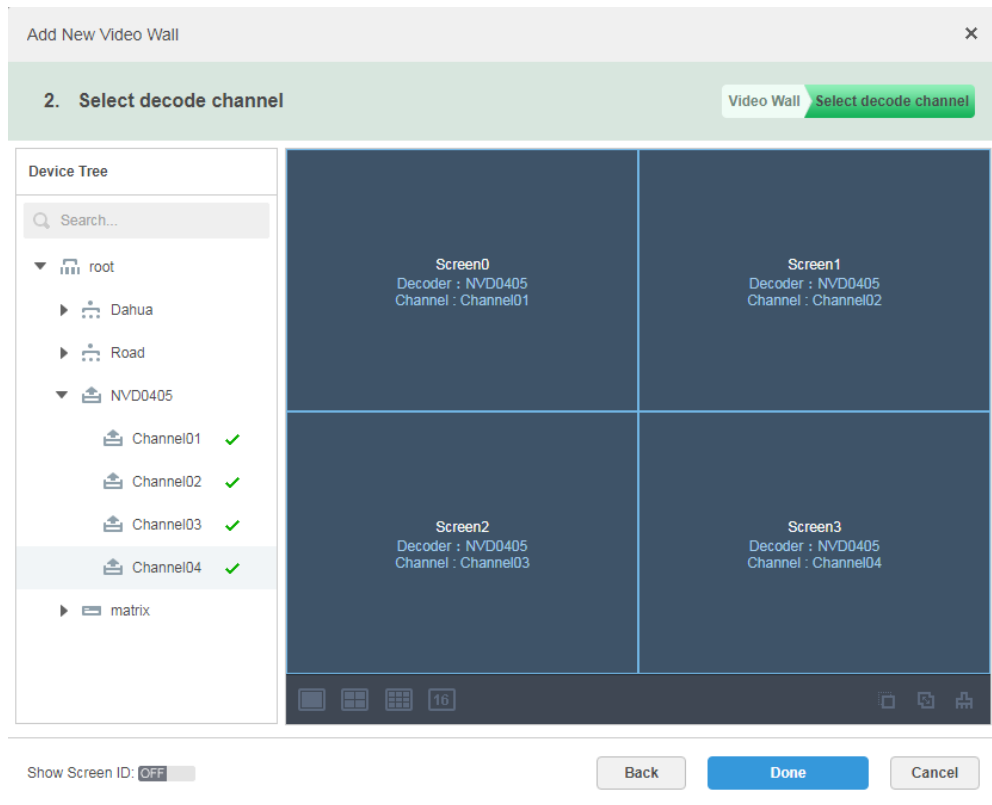 Add New Video Wall
2. Select decode channel
Video Wall
Select decode channel
Device Tree
Search...
root
Dahua
Road
NVD0405
Channel01
Channel02
Channel03
Channel04
matrix
Screen0
Decoder : NVD0405
Channel : Channel01
Screen1
Decoder : NVD0405
Channel : Channel02
Screen2
Decoder : NVD0405
Channel : Channel03
Screen3
Decoder : NVD0405
Channel : Channel04
16
Show Screen ID: OFF
Back
Done
Cancel